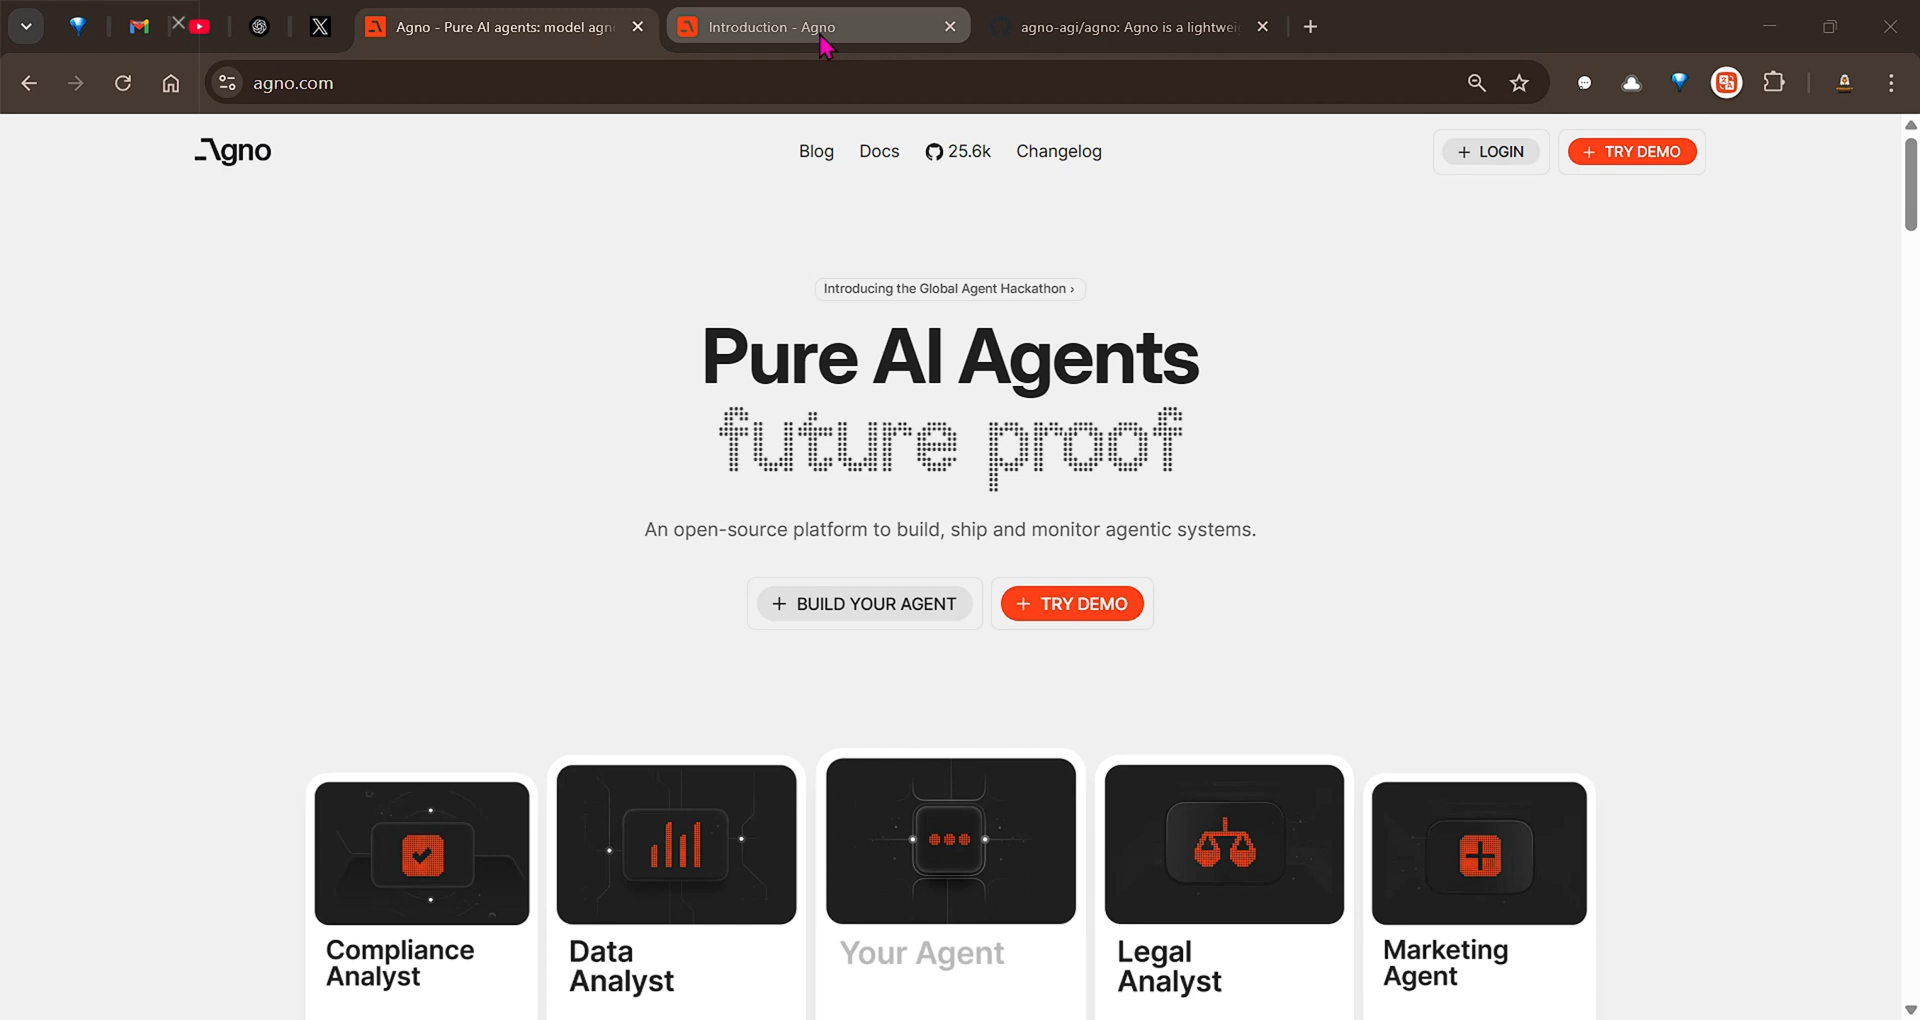 Agno - Pure AI agents: model agn
Introduction - Agno
agno-agi/agno: Agno is a lightwei
agno.com
Agno
Blog
Docs
25.6k
Changelog
+ LOGIN
+ TRY DEMO
Introducing the Global Agent Hackathon ›
Pure AI Agents
future proof
An open-source platform to build, ship and monitor agentic systems.
+ BUILD YOUR AGENT
+ TRY DEMO
Compliance
Analyst
Data
Analyst
Your Agent
Legal
Analyst
Marketing
Agent